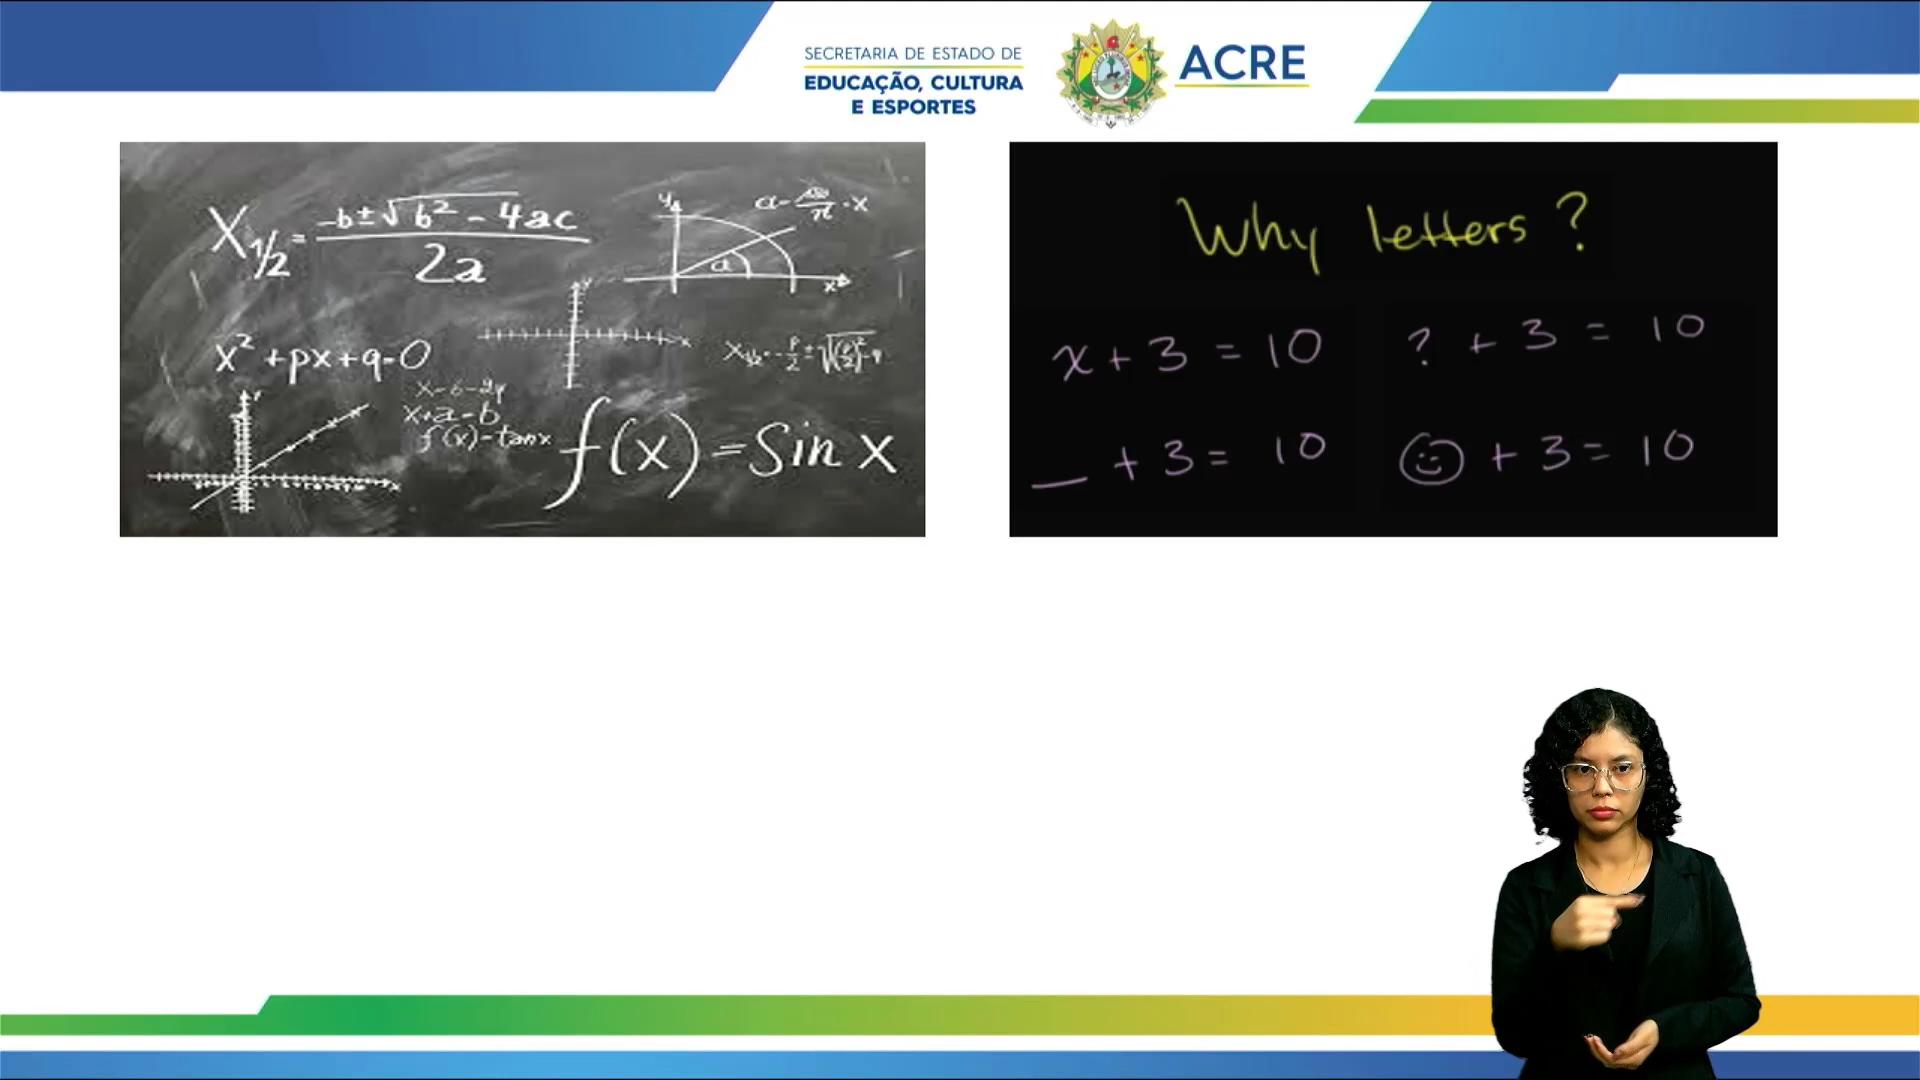 SECRETARIA DE ESTADO DE
EDUCAÇÃO, CULTURA
E ESPORTES
ACRE
X1/2 = -b±√b² - 4ac
2a
y
a
x
y
x
x² + px + q = 0
x+a=b
f(x)=tan x
y
x
f(x) = Sin x
Why letters?
x + 3 = 10
? + 3 = 10
_ + 3 = 10
☺ + 3 = 10